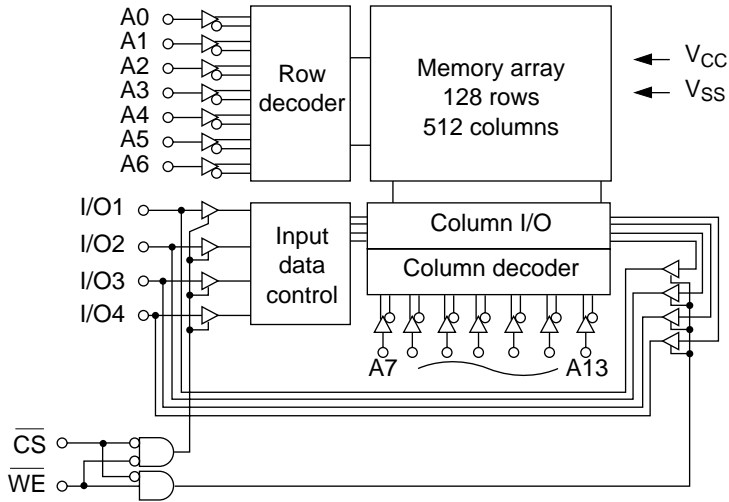 A0
A1
A2
A3
A4
A5
A6
Row
decoder
Memory array
128 rows
512 columns
VCC
VSS
I/O1
I/O2
I/O3
I/O4
Input
data
control
Column I/O
Column decoder
A7
A13
CS
WE